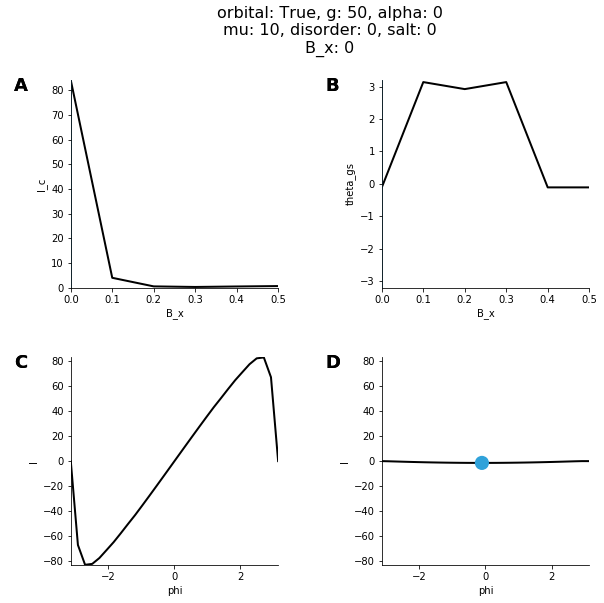 orbital: True, g: 50, alpha: 0
mu: 10, disorder: 0, salt: 0
B_x: 0
A
80
70
60
50
40
30
20
10
0
I_c
0.0 0.1 0.2 0.3 0.4 0.5
B_x
B
3
2
1
0
−1
−2
−3
theta_gs
0.0 0.1 0.2 0.3 0.4 0.5
B_x
C
80
60
40
20
0
−20
−40
−60
−80
I
−2 0 2
phi
D
80
60
40
20
0
−20
−40
−60
−80
I
−2 0 2
phi